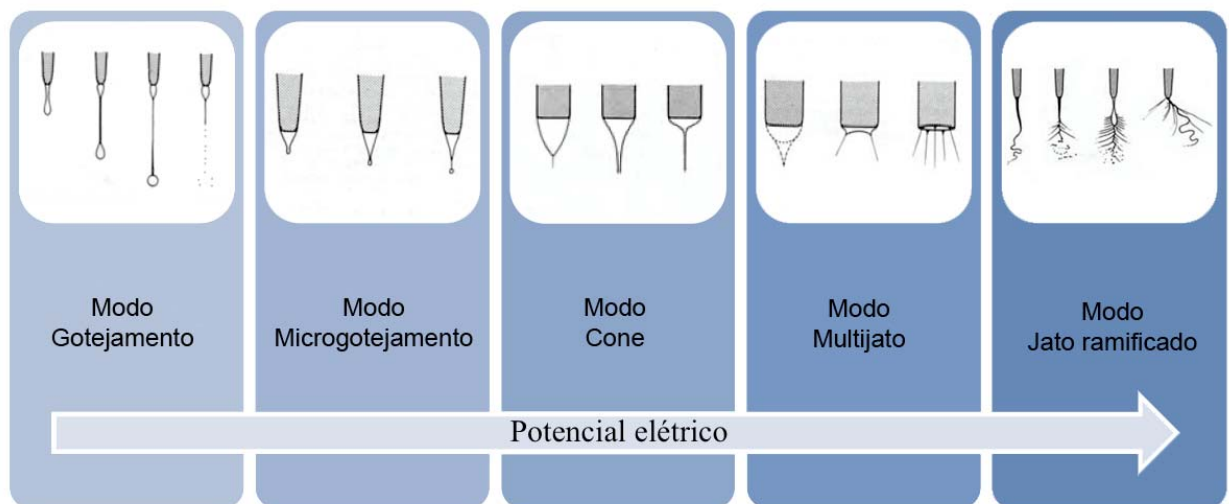 Modo
Gotejamento
Modo
Microgotejamento
Modo
Cone
Modo
Multijato
Modo
Jato ramificado
Potencial elétrico